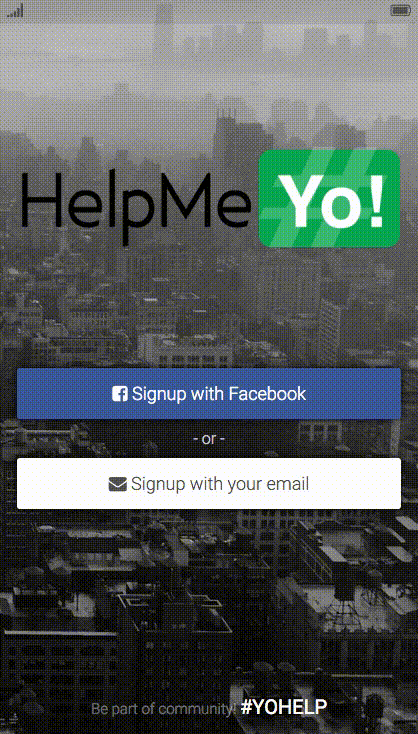 HelpMe Yo!
Signup with Facebook
- or -
Signup with your email
Be part of community! #YOHELP